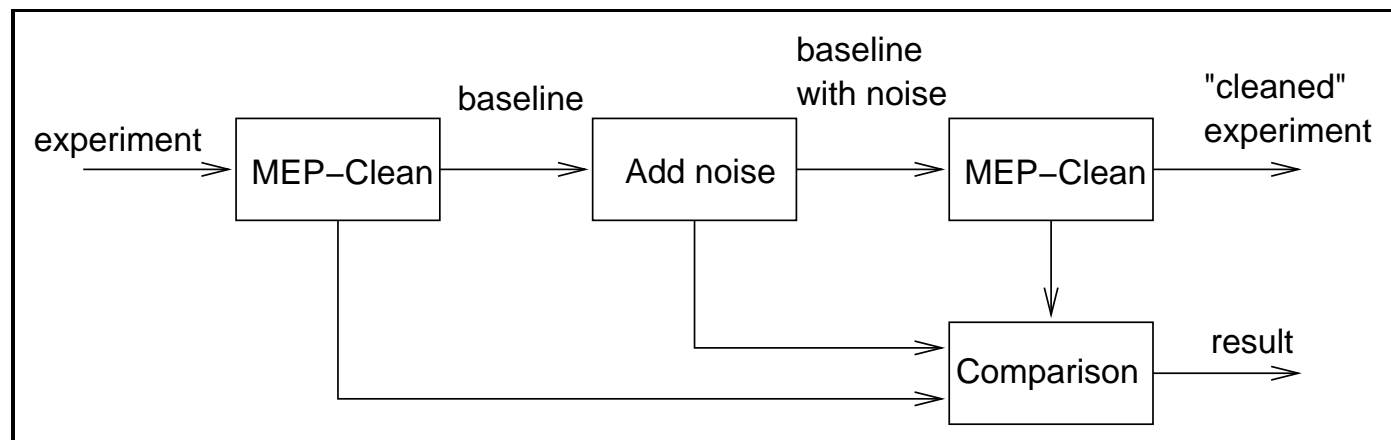 experiment
MEP–Clean
baseline
Add noise
baseline
with noise
MEP–Clean
"cleaned"
experiment
Comparison
result